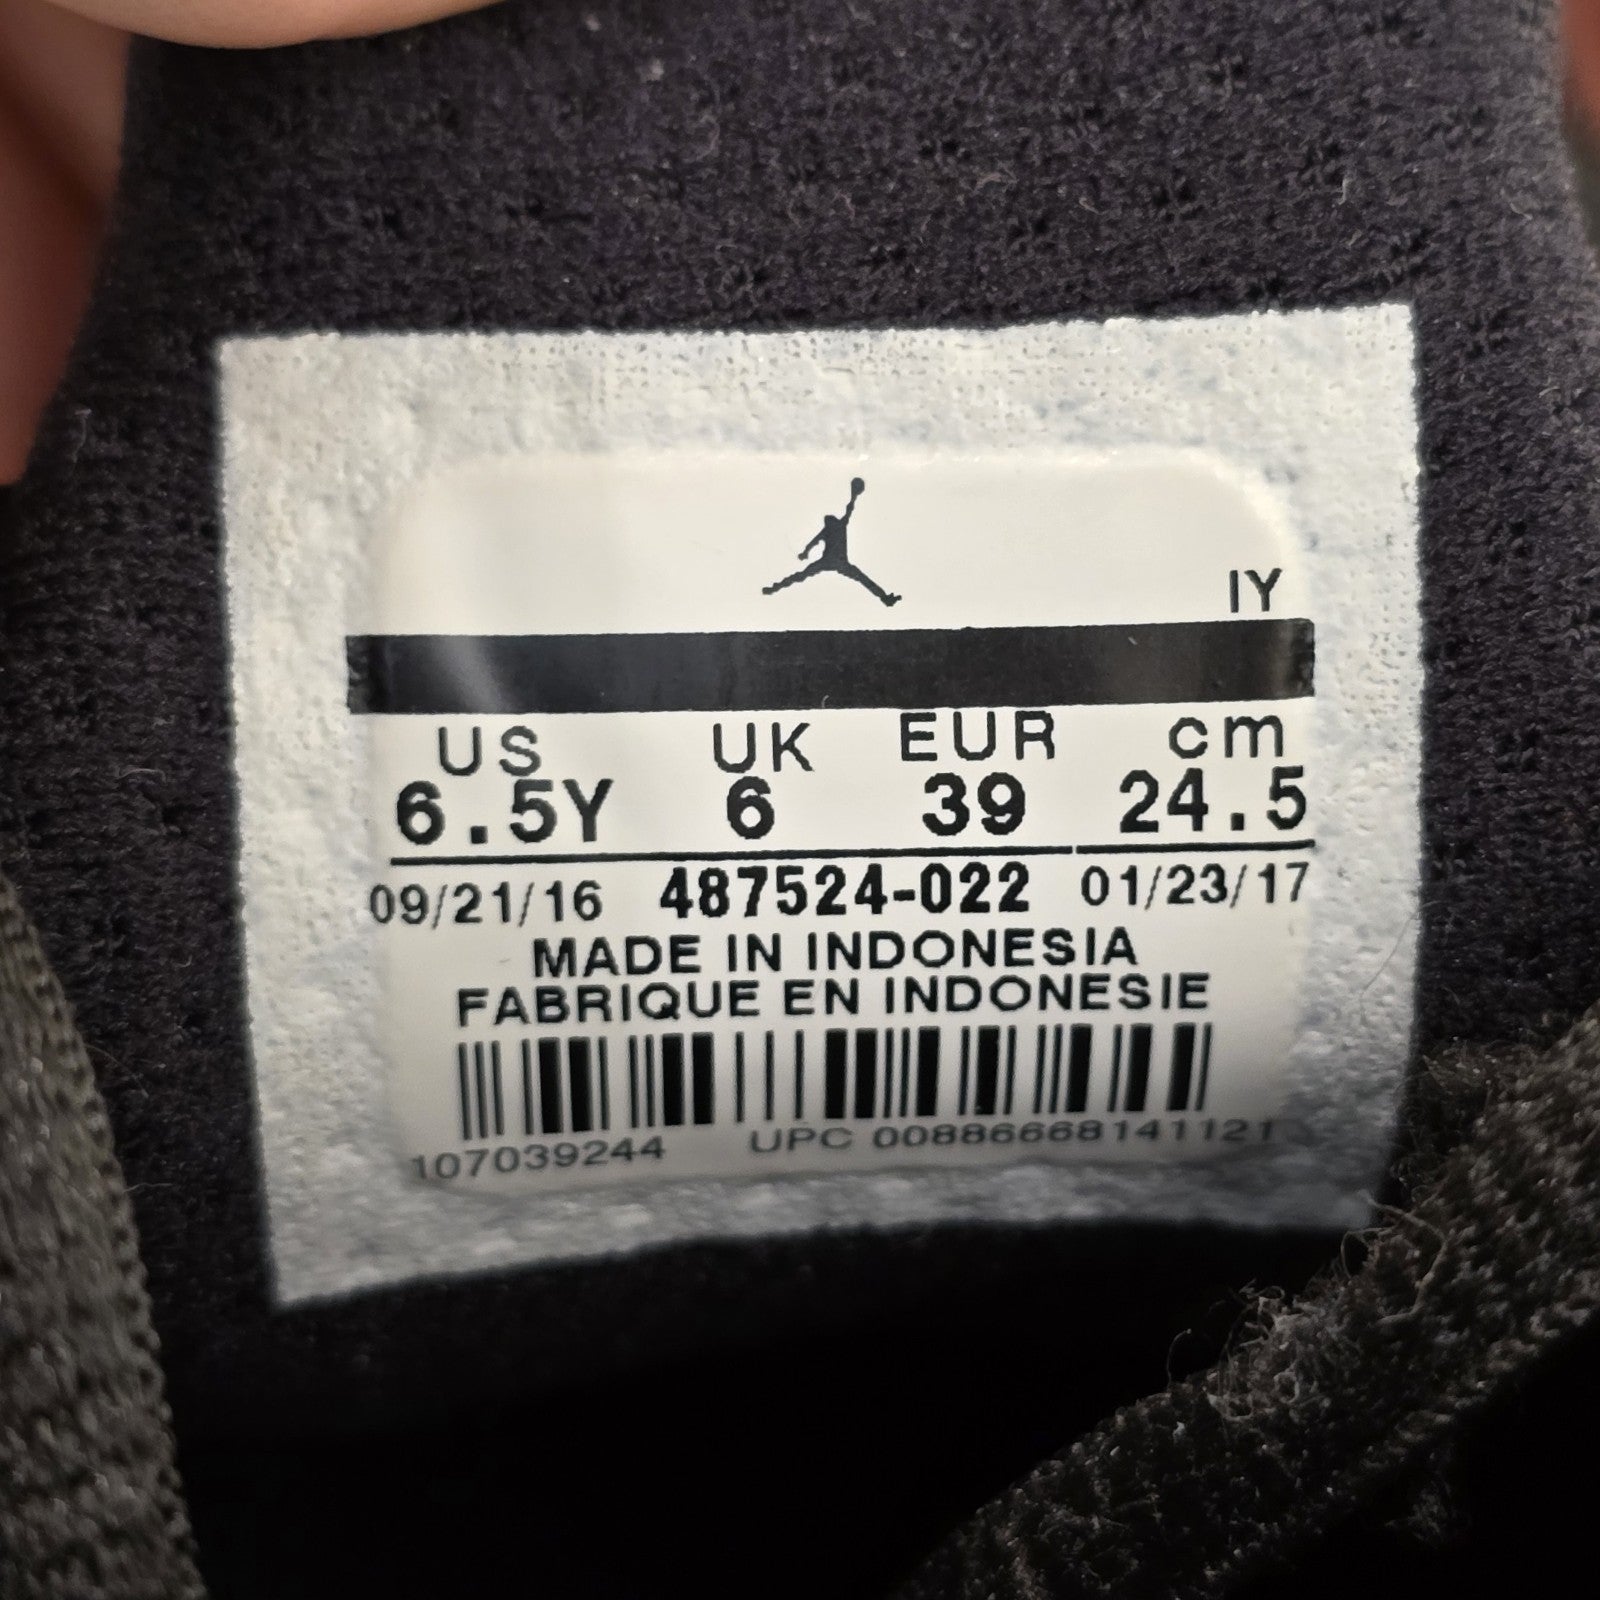 IY
US UK EUR cm
6.5Y 6 39 24.5
09/21/16 487524-022 01/23/17
MADE IN INDONESIA
FABRIQUE EN INDONESIE
107039244 UPC 00886668141121